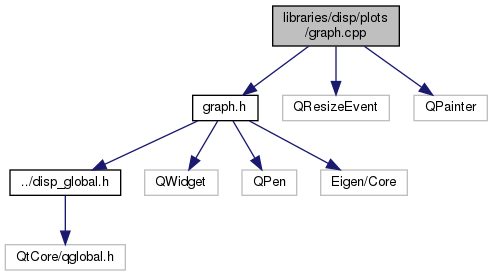 libraries/disp/plots
/graph.cpp
graph.h
QResizeEvent
QPainter
../disp_global.h
QWidget
QPen
Eigen/Core
QtCore/qglobal.h